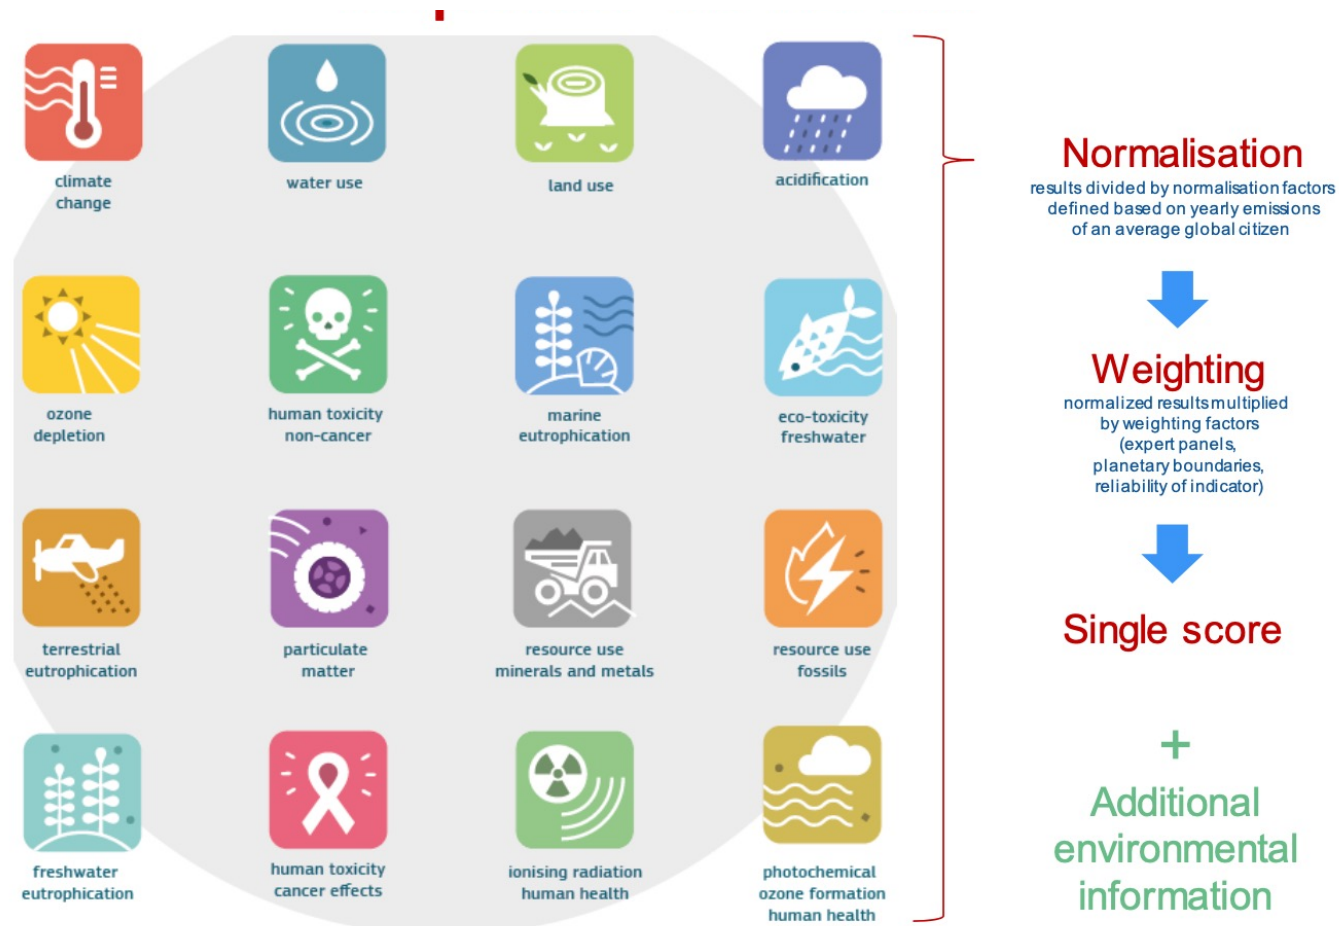 climate
change
water use
land use
acidification
ozone
depletion
human toxicity
non-cancer
marine
eutrophication
eco-toxicity
freshwater
terrestrial
eutrophication
particulate
matter
resource use
minerals and metals
resource use
fossils
freshwater
eutrophication
human toxicity
cancer effects
ionising radiation
human health
photochemical
ozone formation
human health
Normalisation
results divided by normalisation factors
defined based on yearly emissions
of an average global citizen
Weighting
normalized results multiplied
by weighting factors
(expert panels,
planetary boundaries,
reliability of indicator)
Single score
+
Additional
environmental
information